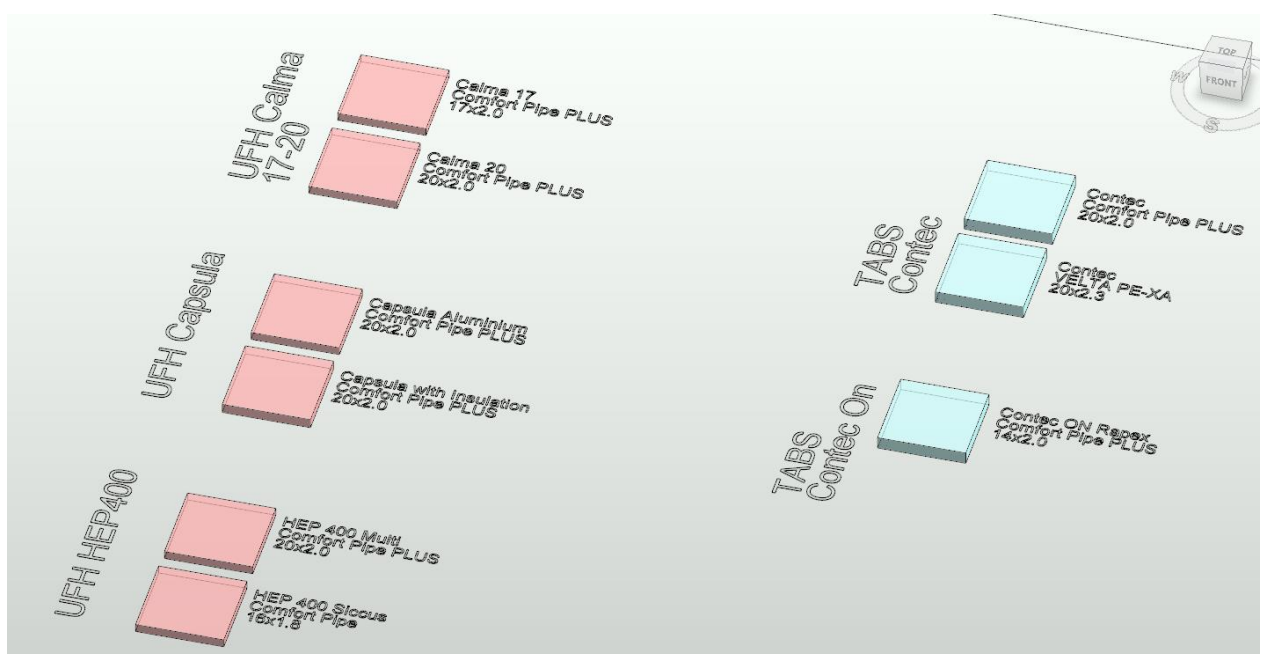 UFH Calma
17-20
Calma 17
Comfort Pipe PLUS
17x2.0
Calma 20
Comfort Pipe PLUS
20x2.0
UFH Capsula
Capsula Aluminium
Comfort Pipe PLUS
20x2.0
Capsula with Insulation
Comfort Pipe PLUS
20x2.0
UFH HEP400
HEP 400 Multi
Comfort Pipe PLUS
20x2.0
HEP 400 Siccus
Comfort Pipe
16x1.8
TOP
FRONT
W
S
TABS
Contec
Contec
Comfort Pipe PLUS
20x2.0
Contec
VELTA PE-XA
20x2.3
TABS
Contec On
Contec ON Rapex
Comfort Pipe PLUS
14x2.0